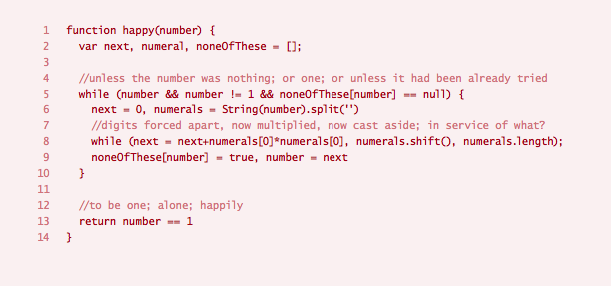 1 function happy(number) {
2 var next, numeral, noneOfThese = [];
3
4 //unless the number was nothing; or one; or unless it had been already tried
5 while (number && number != 1 && noneOfThese[number] == null) {
6 next = 0, numerals = String(number).split('')
7 //digits forced apart, now multiplied, now cast aside; in service of what?
8 while (next = next+numerals[0]*numerals[0], numerals.shift(), numerals.length);
9 noneOfThese[number] = true, number = next
10 }
11
12 //to be one; alone; happily
13 return number == 1
14 }